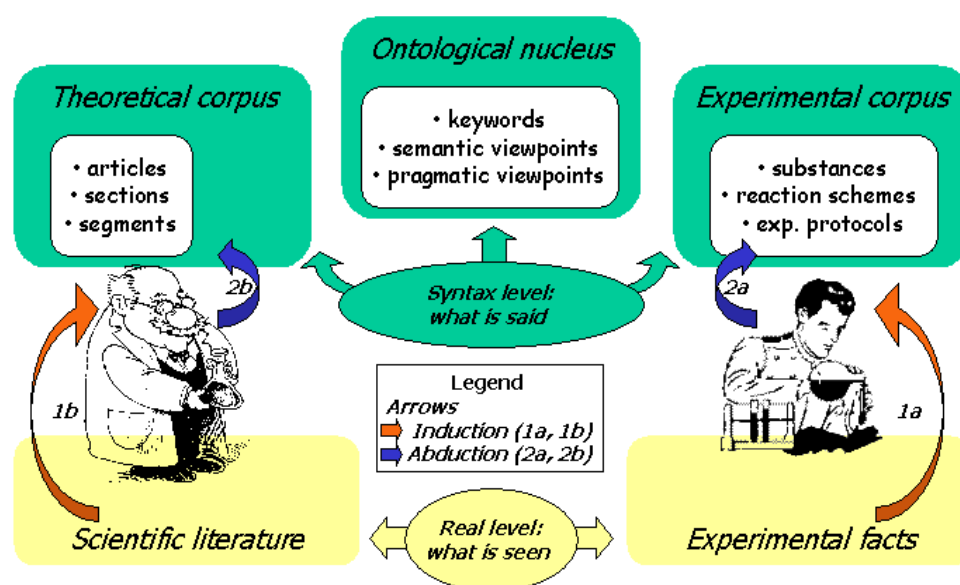 Ontological nucleus
• keywords
• semantic viewpoints
• pragmatic viewpoints
Theoretical corpus
• articles
• sections
• segments
Experimental corpus
• substances
• reaction schemes
• exp. protocols
2b
2a
Syntax level:
what is said
1b
1a
Legend
Arrows
Induction (1a, 1b)
Abduction (2a, 2b)
Scientific literature
Real level:
what is seen
Experimental facts